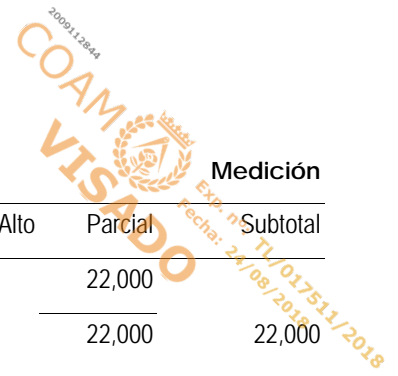 2009112844
COAM
VISADO
Exp. nº TL/017511/2018
Fecha: 24/08/2018
Medición
Alto Parcial Subtotal
22,000
22,000 22,000